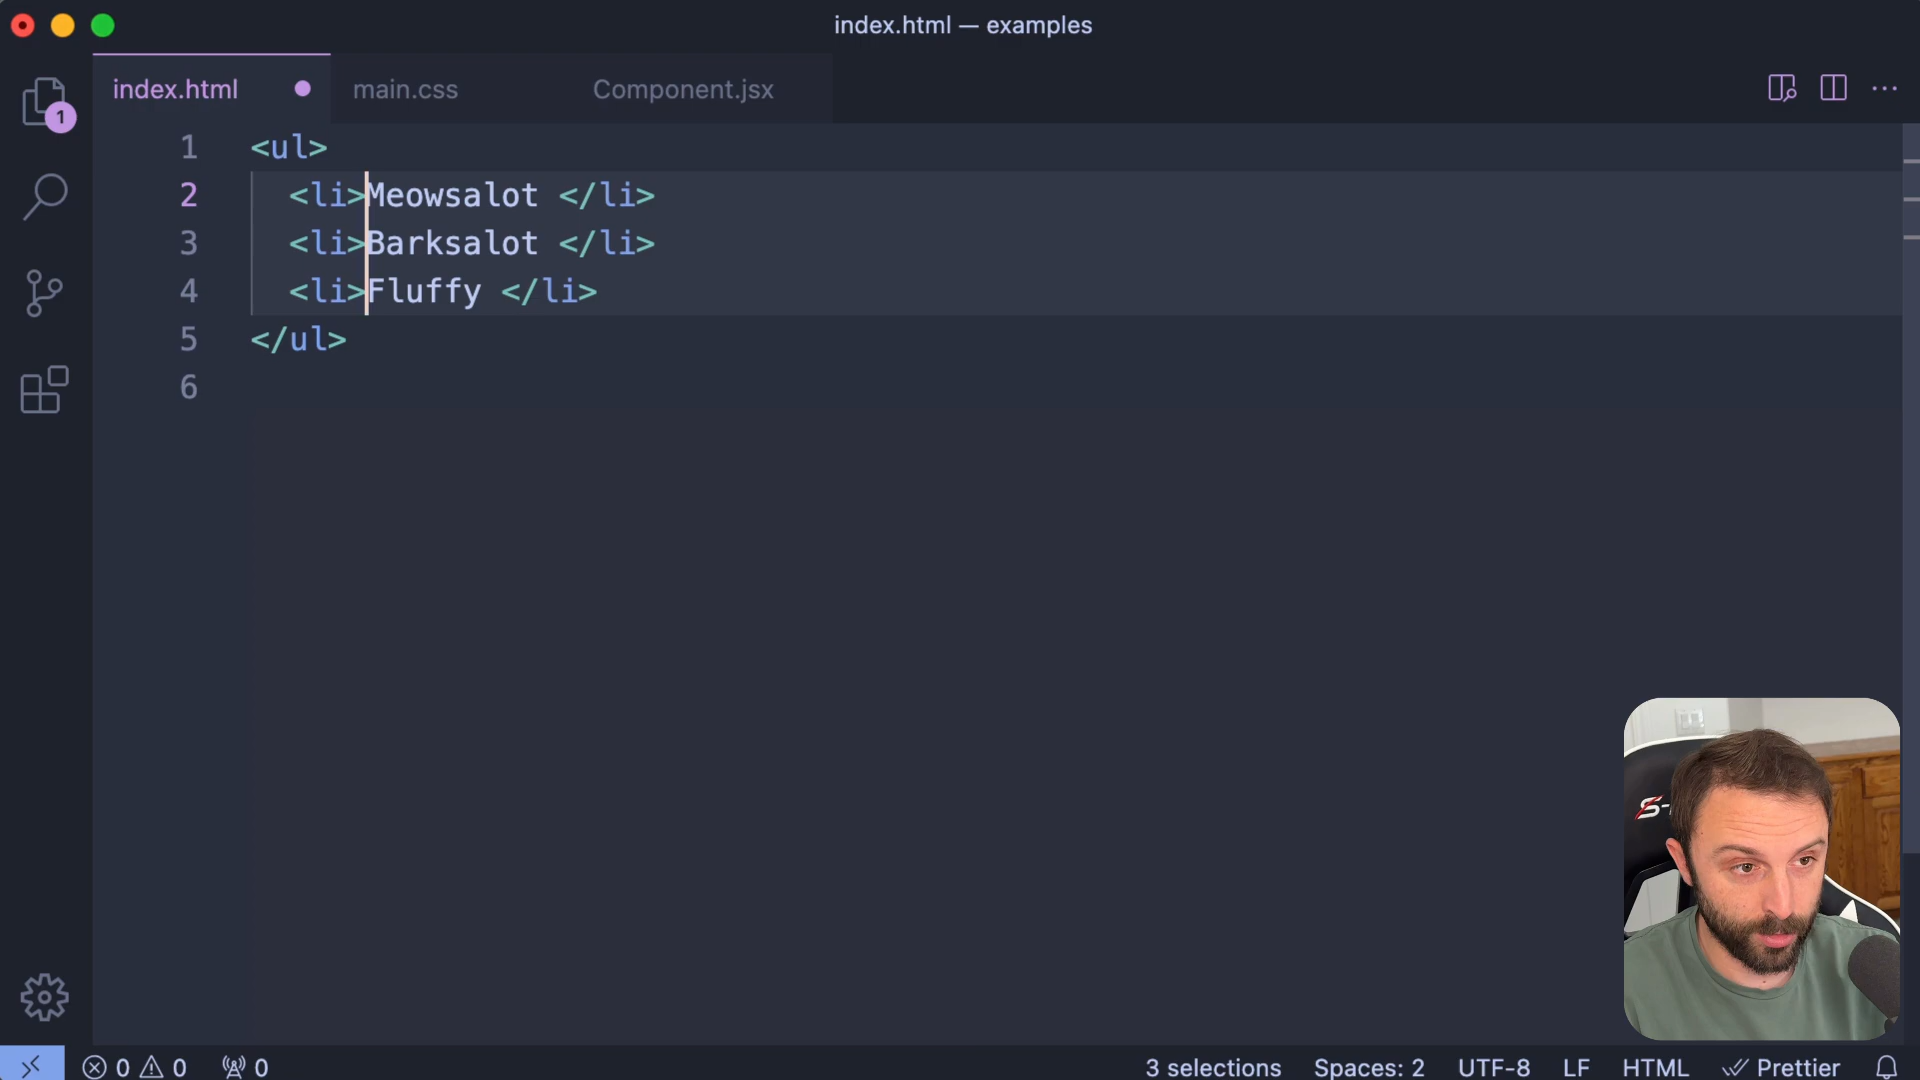 index.html — examples
index.html
main.css
Component.jsx
1
1 <ul>
2 <li>Meowsalot </li>
3 <li>Barksalot </li>
4 <li>Fluffy </li>
5 </ul>
6
0 0 0 3 selections Spaces: 2 UTF-8 LF HTML Prettier